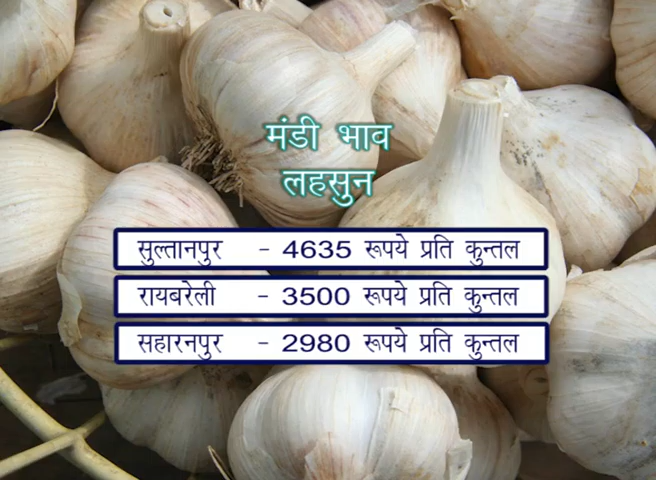 मंडी भाव
लहसुन
सुल्तानपुर - 4635 रूपये प्रति कुन्तल
रायबरेली - 3500 रूपये प्रति कुन्तल
सहारनपुर - 2980 रूपये प्रति कुन्तल